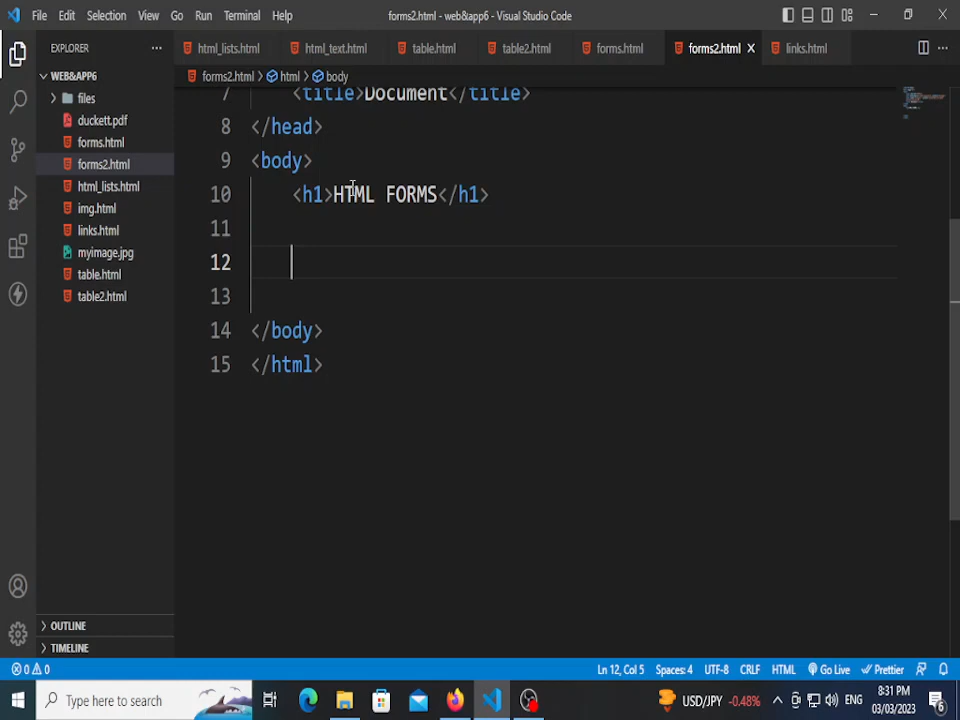 File Edit Selection View Go Run Terminal Help forms2.html - web&app6 - Visual Studio Code
EXPLORER
html_lists.html html_text.html table.html table2.html forms.html forms2.html links.html
WEB&APP6
forms2.html > html > body
files
duckett.pdf
forms.html
forms2.html
html_lists.html
img.html
links.html
myimage.jpg
table.html
table2.html
7 <title>Document</title>
8 </head>
9 <body>
10 <h1>HTML FORMS</h1>
11
12
13
14 </body>
15 </html>
OUTLINE
TIMELINE
0 0 Ln 12, Col 5 Spaces: 4 UTF-8 CRLF HTML Go Live Prettier
Type here to search USD/JPY -0.48% ENG 8:31 PM
03/03/2023 6